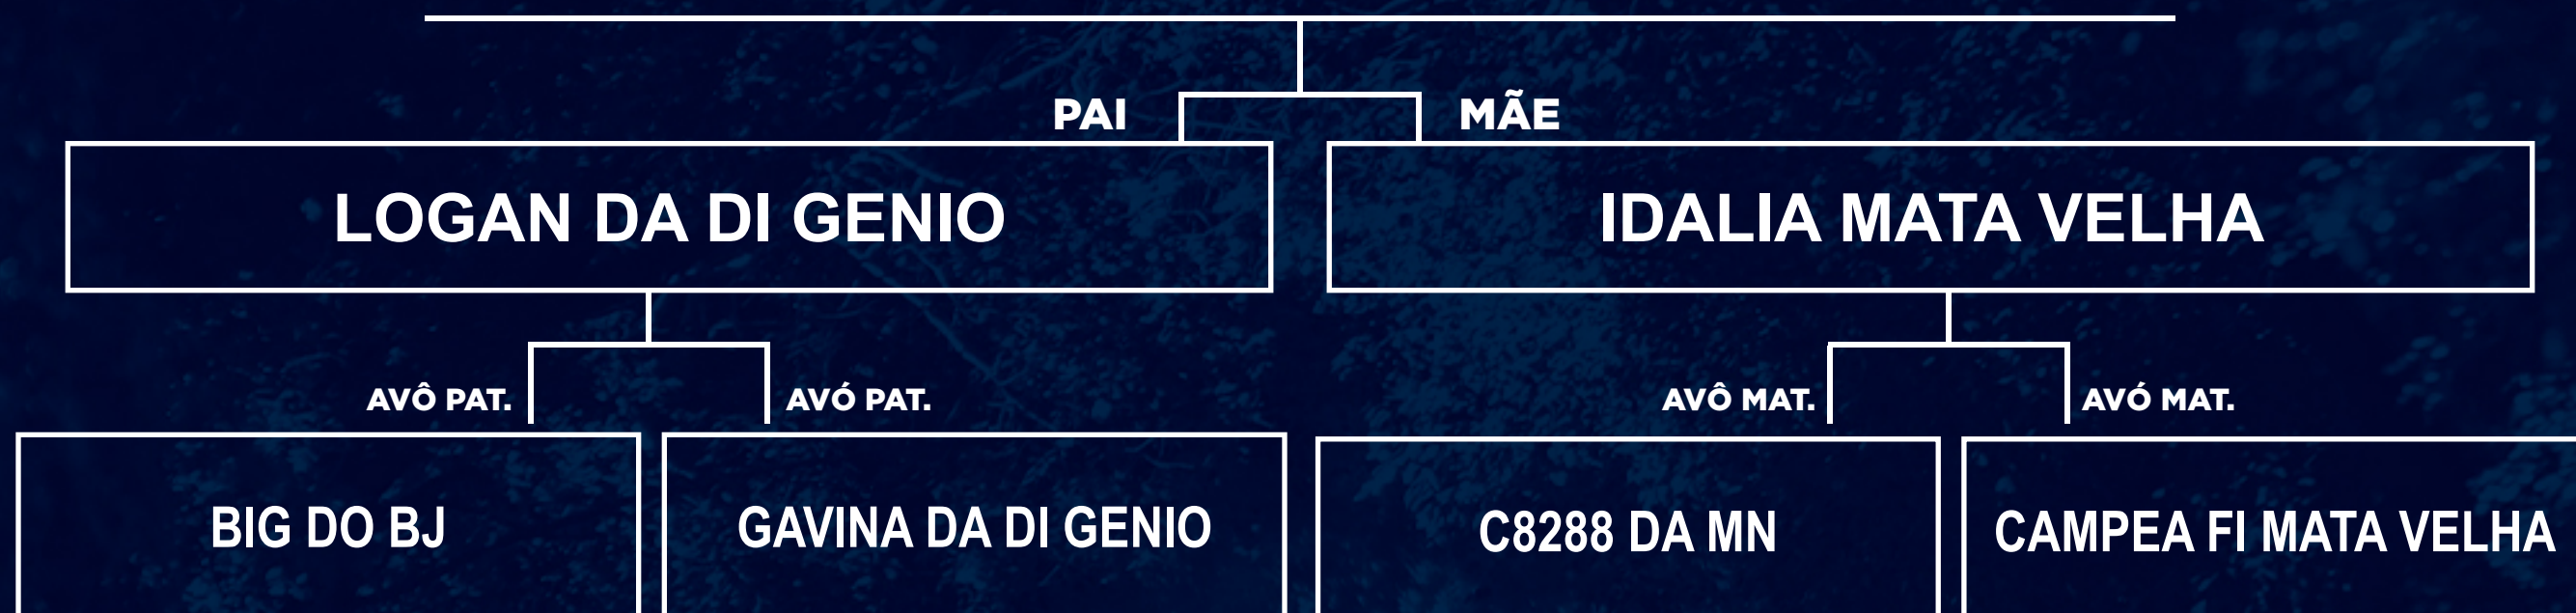 PAI MÃE
LOGAN DA DI GENIO
IDALIA MATA VELHA
AVÔ PAT. AVÓ PAT. AVÔ MAT. AVÓ MAT.
BIG DO BJ
GAVINA DA DI GENIO
C8288 DA MN
CAMPEA FI MATA VELHA